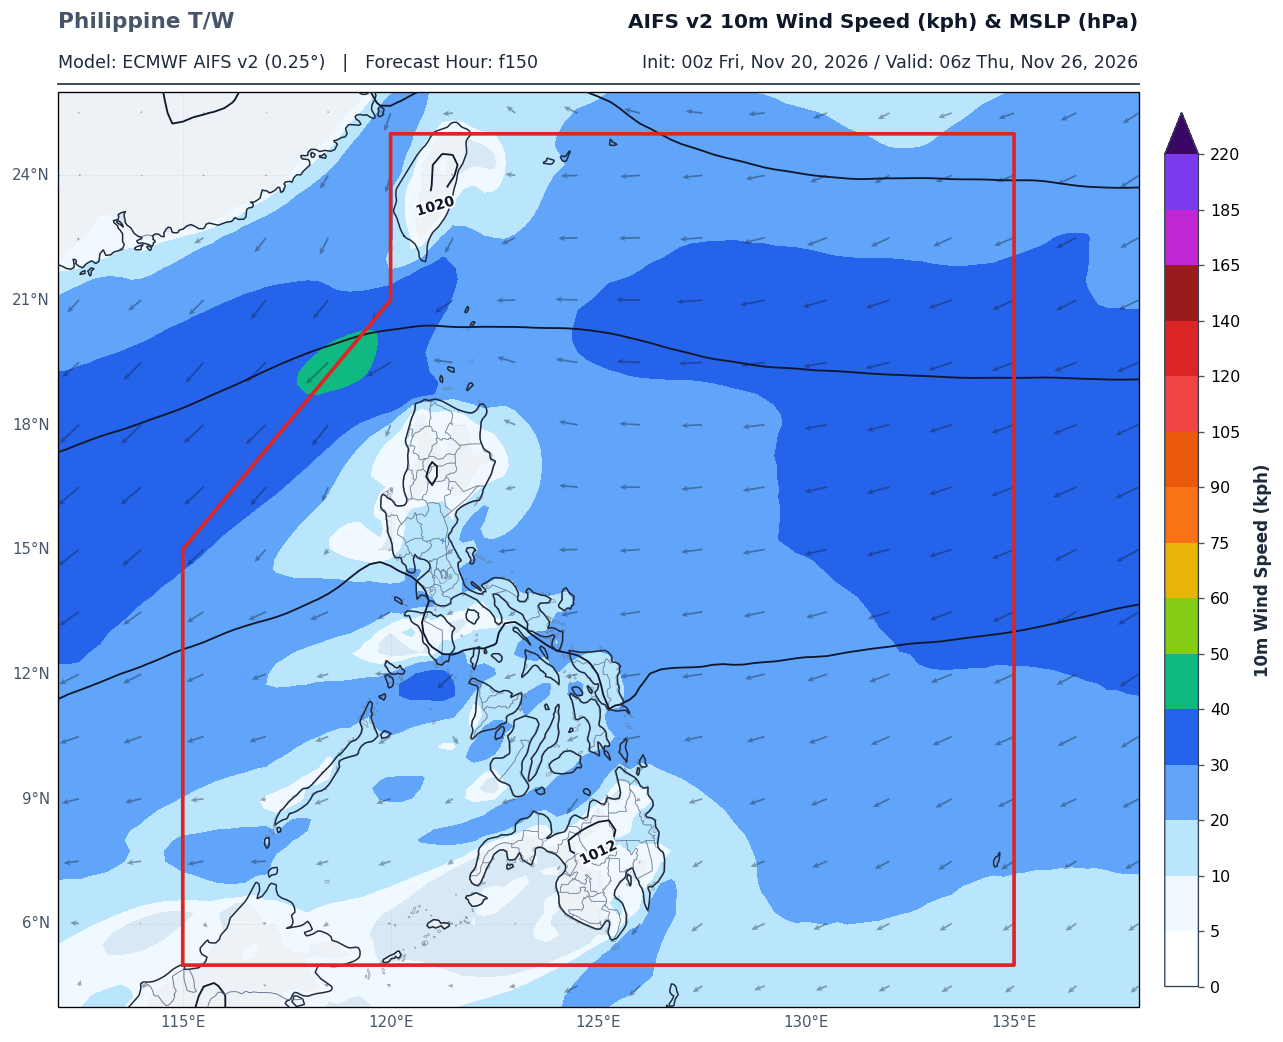 Philippine T/W
AIFS v2 10m Wind Speed (kph) & MSLP (hPa)
Model: ECMWF AIFS v2 (0.25°) | Forecast Hour: f150
Init: 00z Fri, Nov 20, 2026 / Valid: 06z Thu, Nov 26, 2026
24°N
21°N
18°N
15°N
12°N
9°N
6°N
115°E
120°E
125°E
130°E
135°E
1020
1012
220
185
165
140
120
105
90
75
60
50
40
30
20
10
5
0
10m Wind Speed (kph)